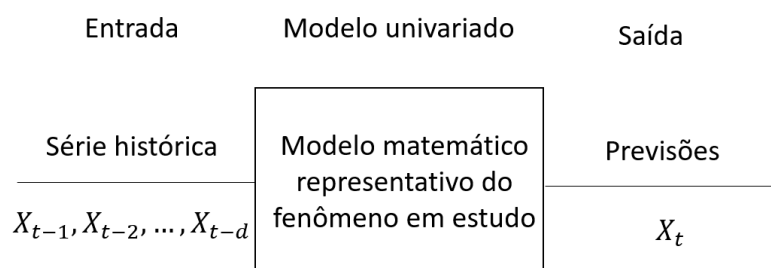 Entrada
Modelo univariado
Saída
Série histórica
Modelo matemático
representativo do
fenômeno em estudo
Previsões
X_{t−1}, X_{t−2}, … , X_{t−d}
X_t